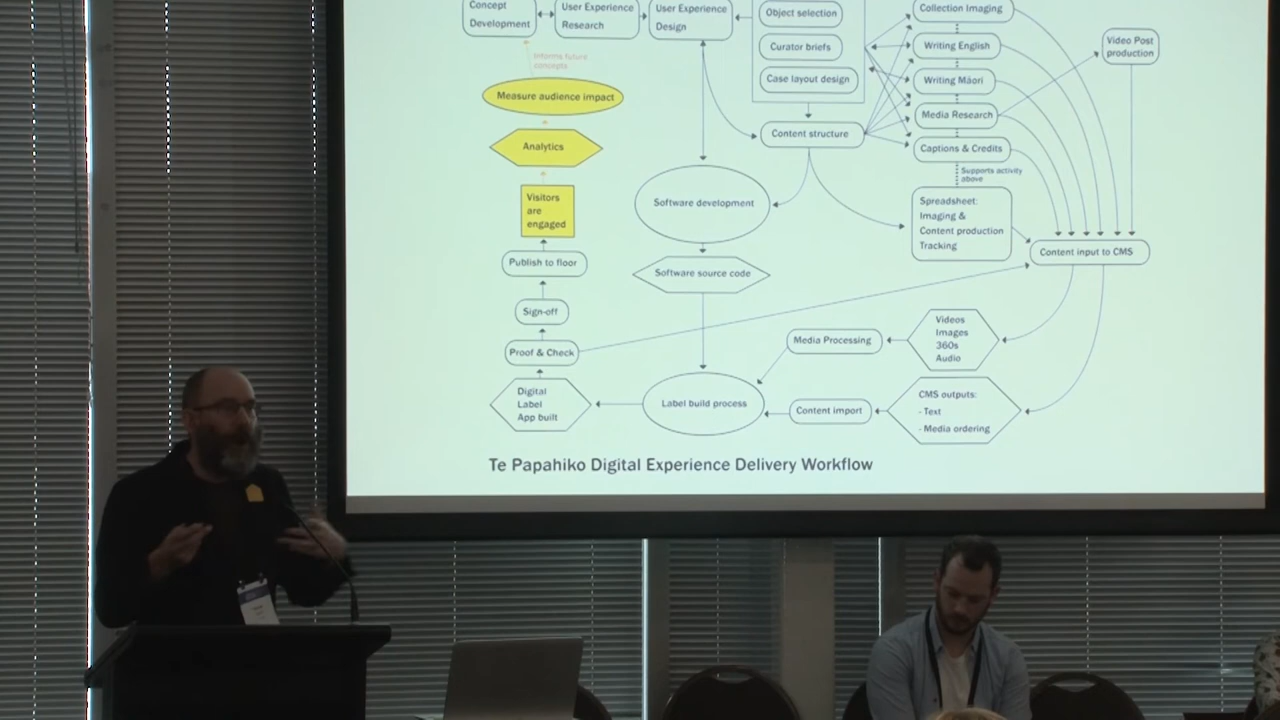 Concept
Development
User Experience
Research
User Experience
Design
Object selection
Curator briefs
Case layout design
Collection Imaging
Writing English
Writing Māori
Media Research
Captions & Credits
Video Post
production
Informs future
concepts
Measure audience impact
Analytics
Visitors
are
engaged
Publish to floor
Sign-off
Proof & Check
Digital
Label
App built
Content structure
Software development
Software source code
Label build process
Supports activity
above
Spreadsheet:
Imaging &
Content production
Tracking
Content input to CMS
Videos
Images
360s
Audio
Media Processing
CMS outputs:
- Text
- Media ordering
Content import
Te Papahiko Digital Experience Delivery Workflow